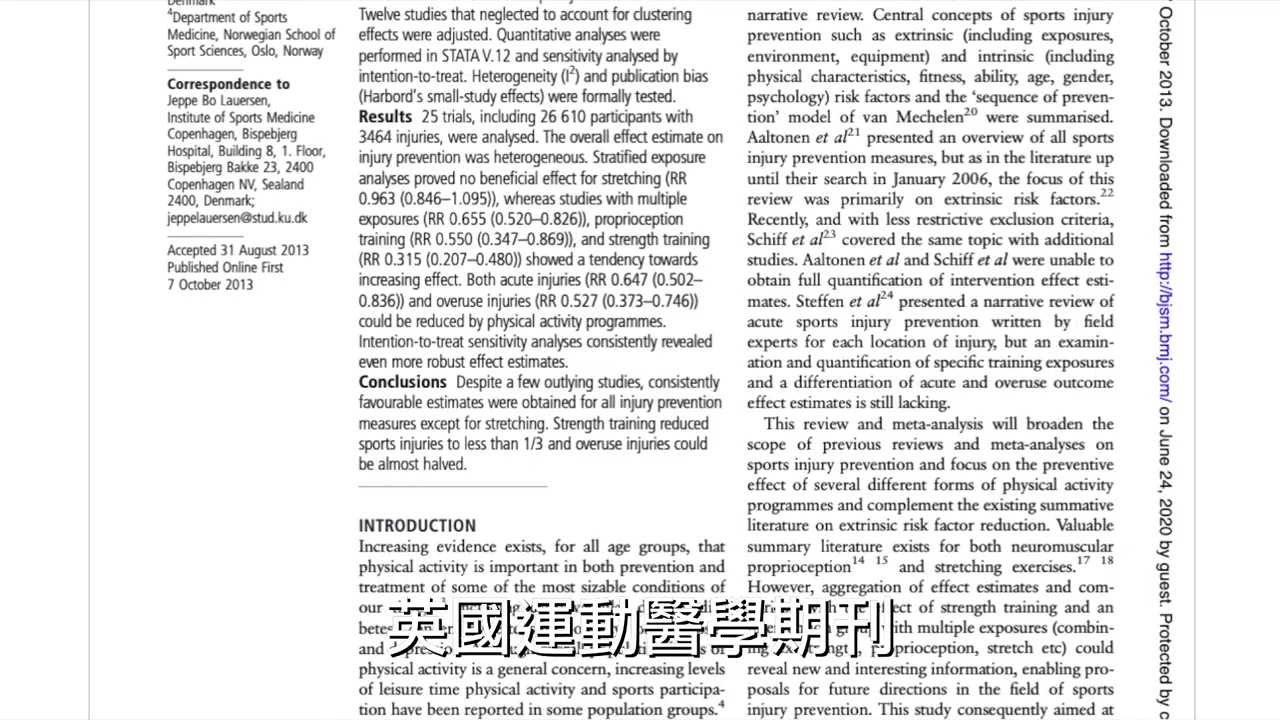 Denmark
⁴Department of Sports
Medicine, Norwegian School of
Sport Sciences, Oslo, Norway
Correspondence to
Jeppe Bo Lauersen,
Institute of Sports Medicine
Copenhagen, Bispebjerg
Hospital, Building 8, 1. Floor,
Bispebjerg Bakke 23, 2400
Copenhagen NV, Sealand
2400, Denmark;
jeppelauersen@stud.ku.dk
Accepted 31 August 2013
Published Online First
7 October 2013
Twelve studies that neglected to account for clustering
effects were adjusted. Quantitative analyses were
performed in STATA V.12 and sensitivity analysed by
intention-to-treat. Heterogeneity (I²) and publication bias
(Harbord's small-study effects) were formally tested.
Results 25 trials, including 26 610 participants with
3464 injuries, were analysed. The overall effect estimate on
injury prevention was heterogeneous. Stratified exposure
analyses proved no beneficial effect for stretching (RR
0.963 (0.846–1.095)), whereas studies with multiple
exposures (RR 0.655 (0.520–0.826)), proprioception
training (RR 0.550 (0.347–0.869)), and strength training
(RR 0.315 (0.207–0.480)) showed a tendency towards
increasing effect. Both acute injuries (RR 0.647 (0.502–
0.836)) and overuse injuries (RR 0.527 (0.373–0.746))
could be reduced by physical activity programmes.
Intention-to-treat sensitivity analyses consistently revealed
even more robust effect estimates.
Conclusions Despite a few outlying studies, consistently
favourable estimates were obtained for all injury prevention
measures except for stretching. Strength training reduced
sports injuries to less than 1/3 and overuse injuries could
be almost halved.
INTRODUCTION
Increasing evidence exists, for all age groups, that
physical activity is important in both prevention and
treatment of some of the most sizable conditions of
our
and
physical activity is a general concern, increasing levels
of leisure time physical activity and sports participa-
tion have been reported in some population groups.⁴
narrative review. Central concepts of sports injury
prevention such as extrinsic (including exposures,
environment, equipment) and intrinsic (including
physical characteristics, fitness, ability, age, gender,
psychology) risk factors and the 'sequence of preven-
tion' model of van Mechelen²⁰ were summarised.
Aaltonen et al²¹ presented an overview of all sports
injury prevention measures, but as in the literature up
until their search in January 2006, the focus of this
review was primarily on extrinsic risk factors.²²
Recently, and with less restrictive exclusion criteria,
Schiff et al²³ covered the same topic with additional
studies. Aaltonen et al and Schiff et al were unable to
obtain full quantification of intervention effect esti-
mates. Steffen et al²⁴ presented a narrative review of
acute sports injury prevention written by field
experts for each location of injury, but an examin-
ation and quantification of specific training exposures
and a differentiation of acute and overuse outcome
effect estimates is still lacking.
This review and meta-analysis will broaden the
scope of previous reviews and meta-analyses on
sports injury prevention and focus on the preventive
effect of several different forms of physical activity
programmes and complement the existing summative
literature on extrinsic risk factor reduction. Valuable
summary literature exists for both neuromuscular
proprioception¹⁴ ¹⁵ and stretching exercises.¹⁷ ¹⁸
However, aggregation of effect estimates and com-
of strength training and an
with multiple exposures (combin-
proprioception, stretch etc) could
reveal new and interesting information, enabling pro-
posals for future directions in the field of sports
injury prevention. This study consequently aimed at
October 2013. Downloaded from http://bjsm.bmj.com/ on June 24, 2020 by guest. Protected by c
英國運動醫學期刊